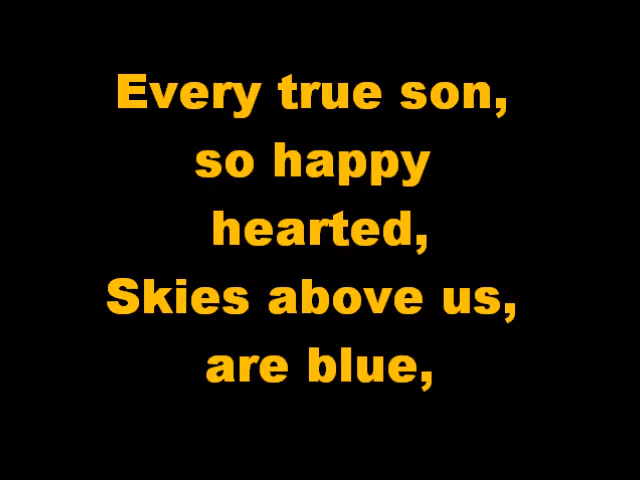 Every true son,
so happy
hearted,
Skies above us,
are blue,